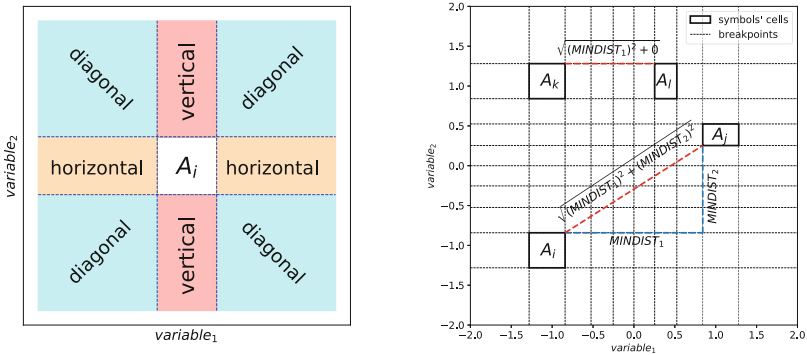 diagonal
vertical
diagonal
horizontal
A_i
horizontal
diagonal
vertical
diagonal
variable_2
variable_1
symbols' cells
breakpoints
√(MINDIST_1)^2 + 0
A_k
A_l
A_j
√(MINDIST_1)^2 + (MINDIST_2)^2
MINDIST_2
MINDIST_1
A_i
2.0
1.5
1.0
0.5
0.0
−0.5
−1.0
−1.5
−2.0
−2.0
−1.5
−1.0
−0.5
0.0
0.5
1.0
1.5
2.0
variable_2
variable_1